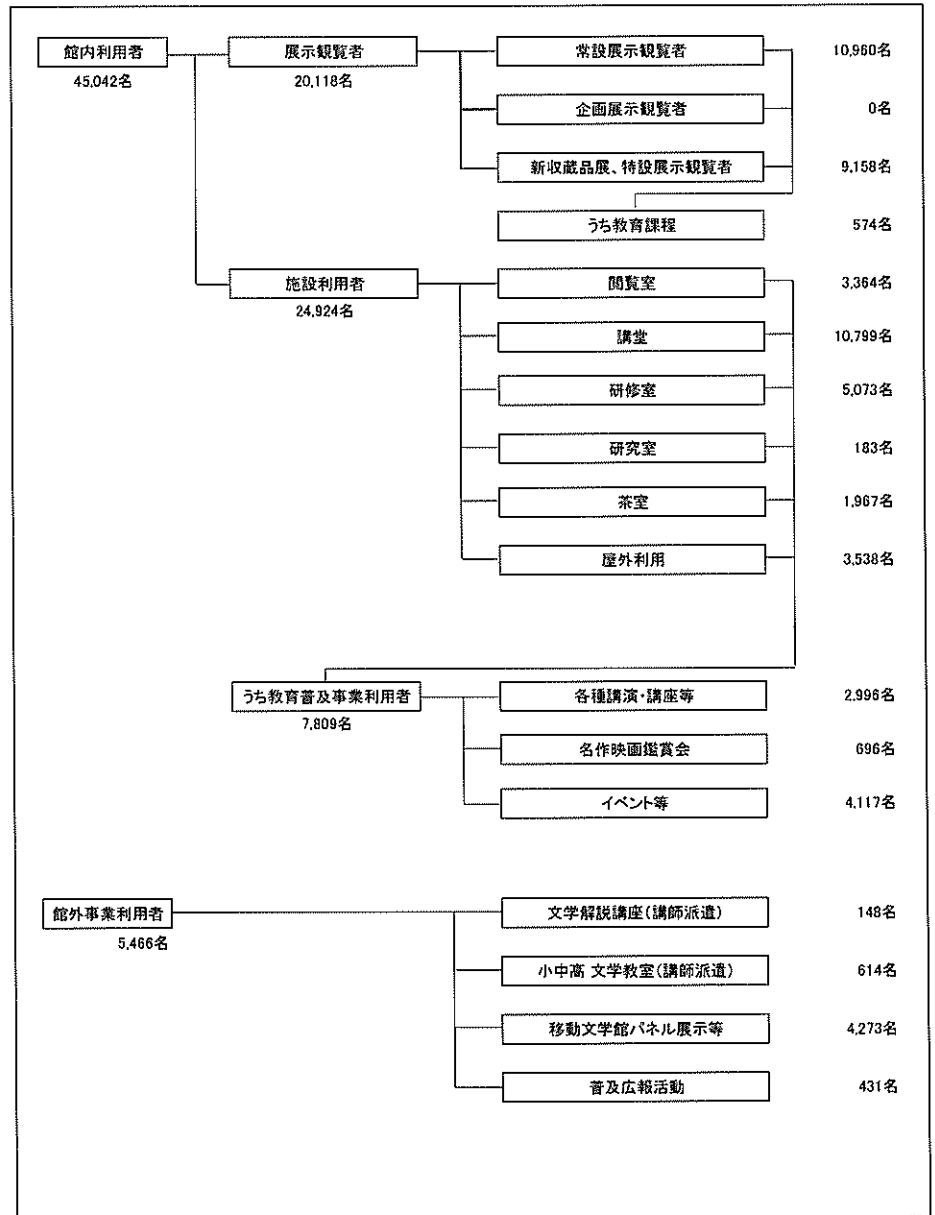 館内利用者 展示観覧者 常設展示観覧者 10,960名
45,042名 20,118名
企画展示観覧者 0名
新収蔵品展、特設展示観覧者 9,158名
うち教育課程 574名
施設利用者 閲覧室 3,364名
24,924名
講堂 10,799名
研修室 5,073名
研究室 183名
茶室 1,967名
屋外利用 3,538名
うち教育普及事業利用者 各種講演・講座等 2,996名
7,809名
名作映画鑑賞会 696名
イベント等 4,117名
館外事業利用者 文学解説講座(講師派遣) 148名
5,466名
小中高 文学教室(講師派遣) 614名
移動文学館パネル展示等 4,273名
普及広報活動 431名